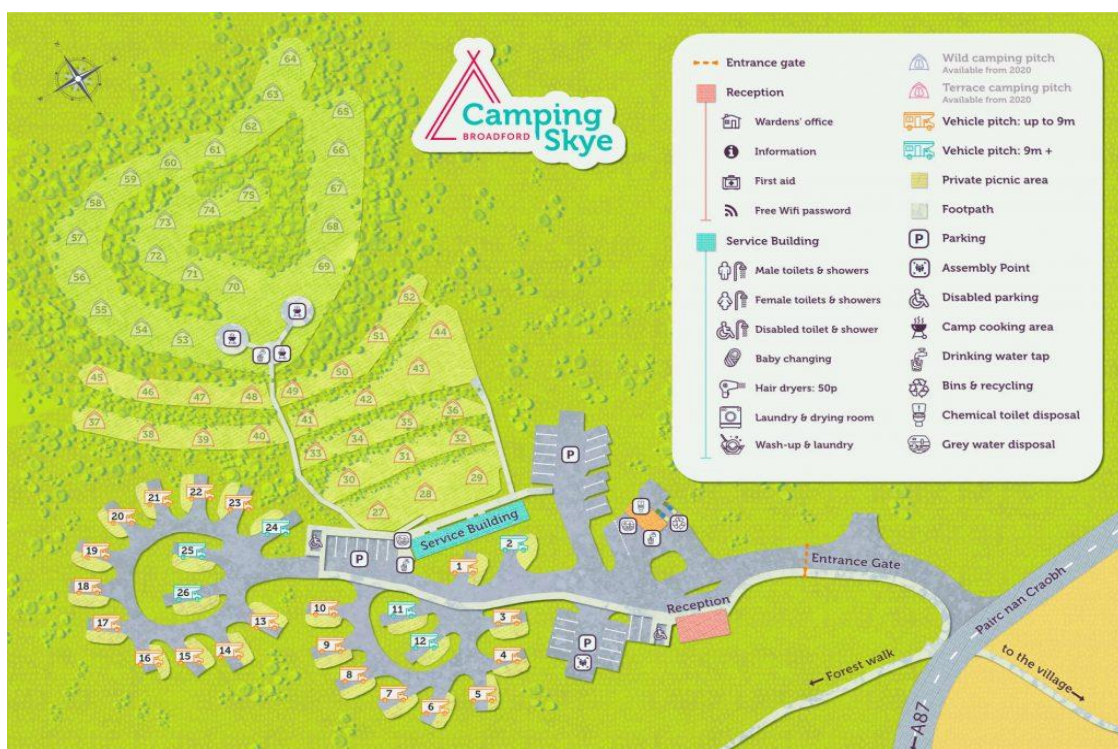 Camping
BROADFORD
Skye
Entrance gate
Reception
Wardens' office
Information
First aid
Free Wifi password
Service Building
Male toilets & showers
Female toilets & showers
Disabled toilet & shower
Baby changing
Hair dryers: 50p
Laundry & drying room
Wash-up & laundry
Wild camping pitch
Available from 2020
Terrace camping pitch
Available from 2020
Vehicle pitch: up to 9m
Vehicle pitch: 9m +
Private picnic area
Footpath
P
Parking
Assembly Point
Disabled parking
Camp cooking area
Drinking water tap
Bins & recycling
Chemical toilet disposal
Grey water disposal
64
63
65
62
66
61
60
67
59
75
58
74
68
73
57
72
69
56
71
70
55
54
53
52
51
44
50
43
45
46
47
48
49
42
36
37
38
39
40
41
35
34
32
33
31
30
29
28
27
P
21
22
23
20
24
19
25
18
26
17
16
15
14
13
Service Building
P
1
2
10
11
3
9
12
4
8
7
6
5
P
Reception
Entrance Gate
Pairc nan Craobh
to the village
Forest walk
A87